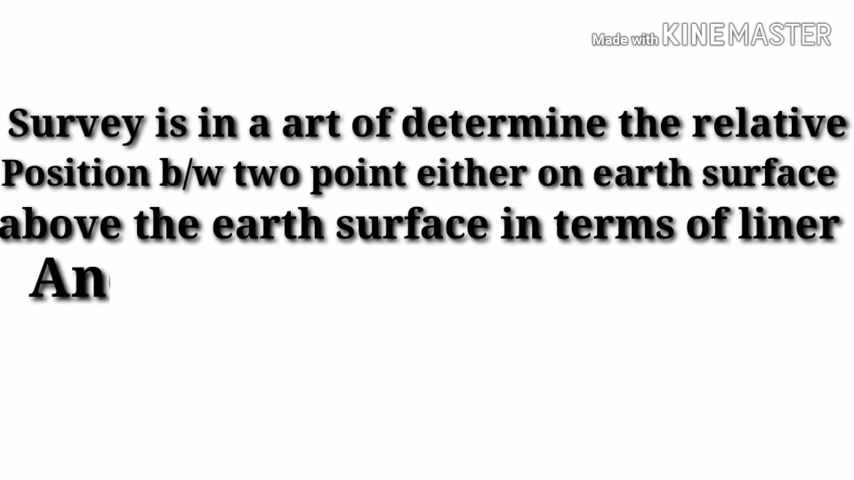 Made with KINEMASTER
Survey is in a art of determine the relative
Position b/w two point either on earth surface
above the earth surface in terms of liner
An